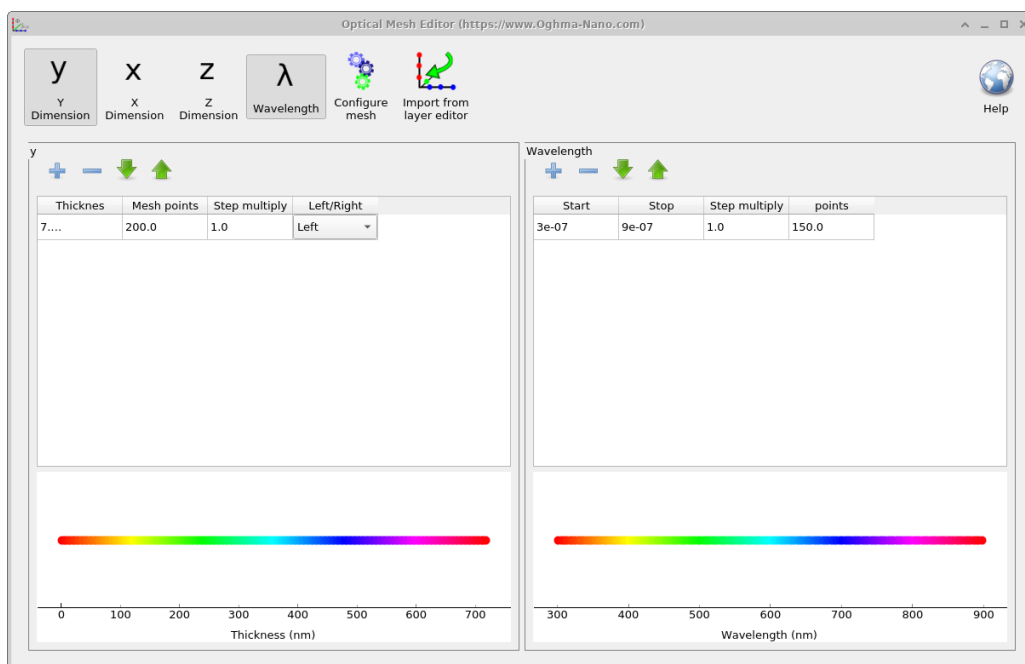 Optical Mesh Editor (https://www.Oghma-Nano.com)
y x z λ
Y Dimension
X Dimension
Z Dimension
Wavelength
Configure mesh
Import from layer editor
Help
y
Thicknes Mesh points Step multiply Left/Right
7.... 200.0 1.0 Left
0 100 200 300 400 500 600 700
Thickness (nm)
Wavelength
Start Stop Step multiply points
3e-07 9e-07 1.0 150.0
300 400 500 600 700 800 900
Wavelength (nm)